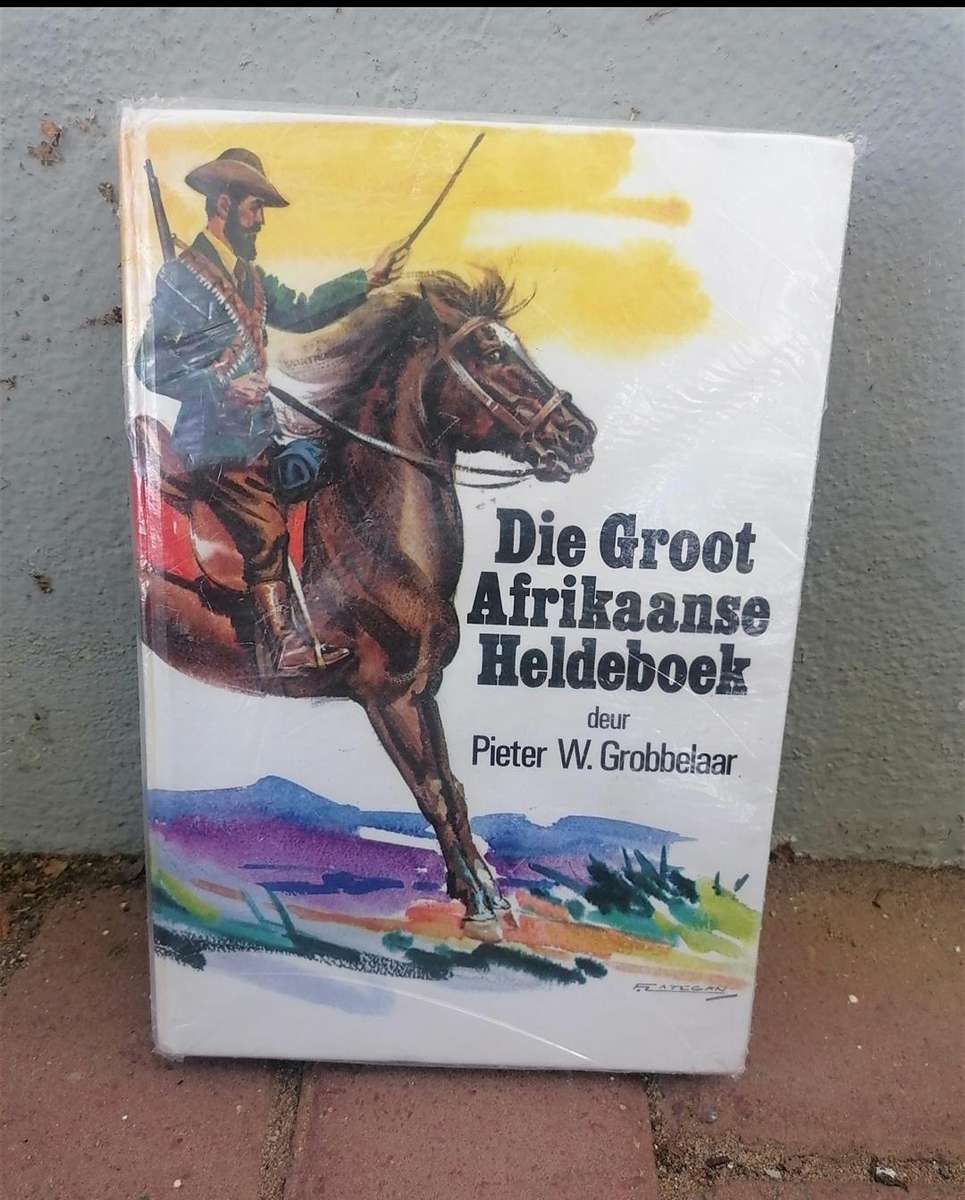 Die Groot
Afrikaanse
Heldeboek
deur
Pieter W. Grobbelaar